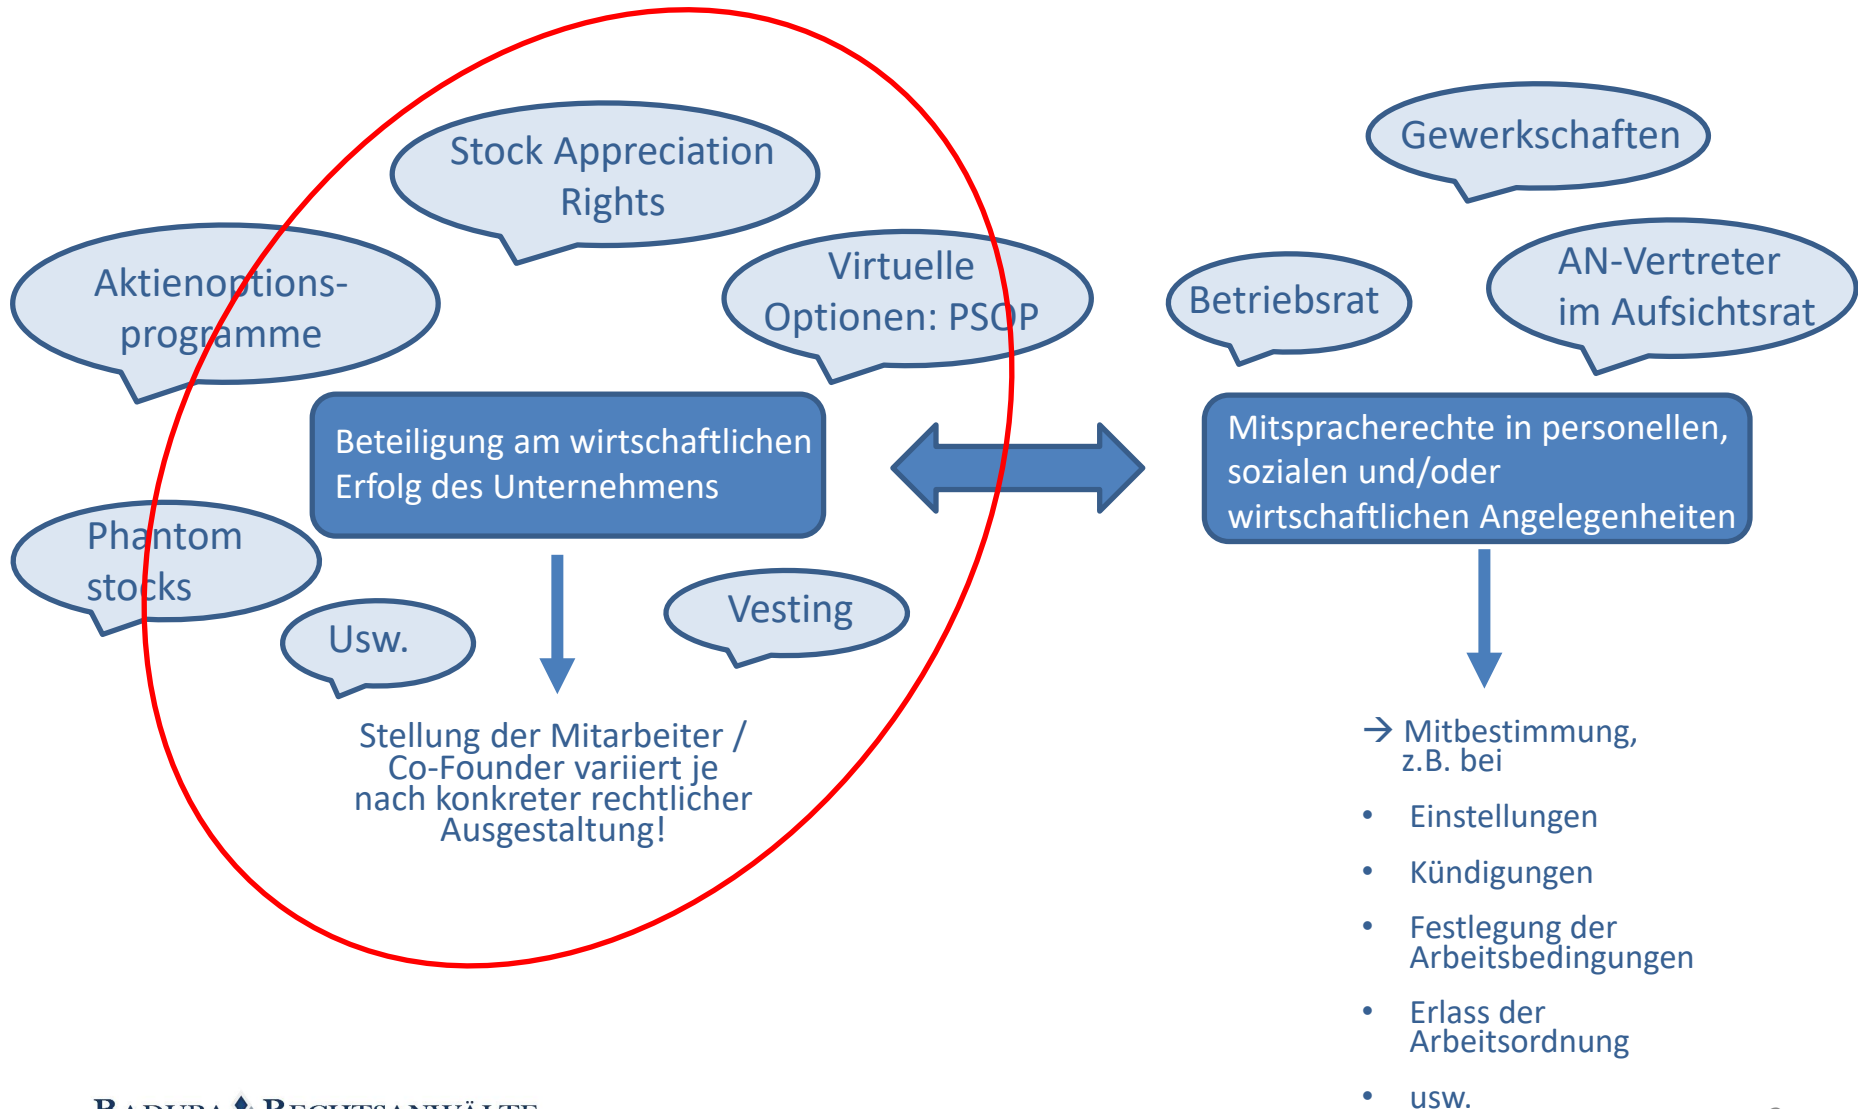 Stock Appreciation
Rights
Aktienoptions-
programme
Virtuelle
Optionen: PSOP
Beteiligung am wirtschaftlichen
Erfolg des Unternehmens
Phantom
stocks
Usw.
Vesting
Stellung der Mitarbeiter /
Co-Founder variiert je
nach konkreter rechtlicher
Ausgestaltung!
Gewerkschaften
Betriebsrat
AN-Vertreter
im Aufsichtsrat
Mitspracherechte in personellen,
sozialen und/oder
wirtschaftlichen Angelegenheiten
→ Mitbestimmung,
z.B. bei
• Einstellungen
• Kündigungen
• Festlegung der
Arbeitsbedingungen
• Erlass der
Arbeitsordnung
• usw.
BADURA RECHTSANWÄLTE